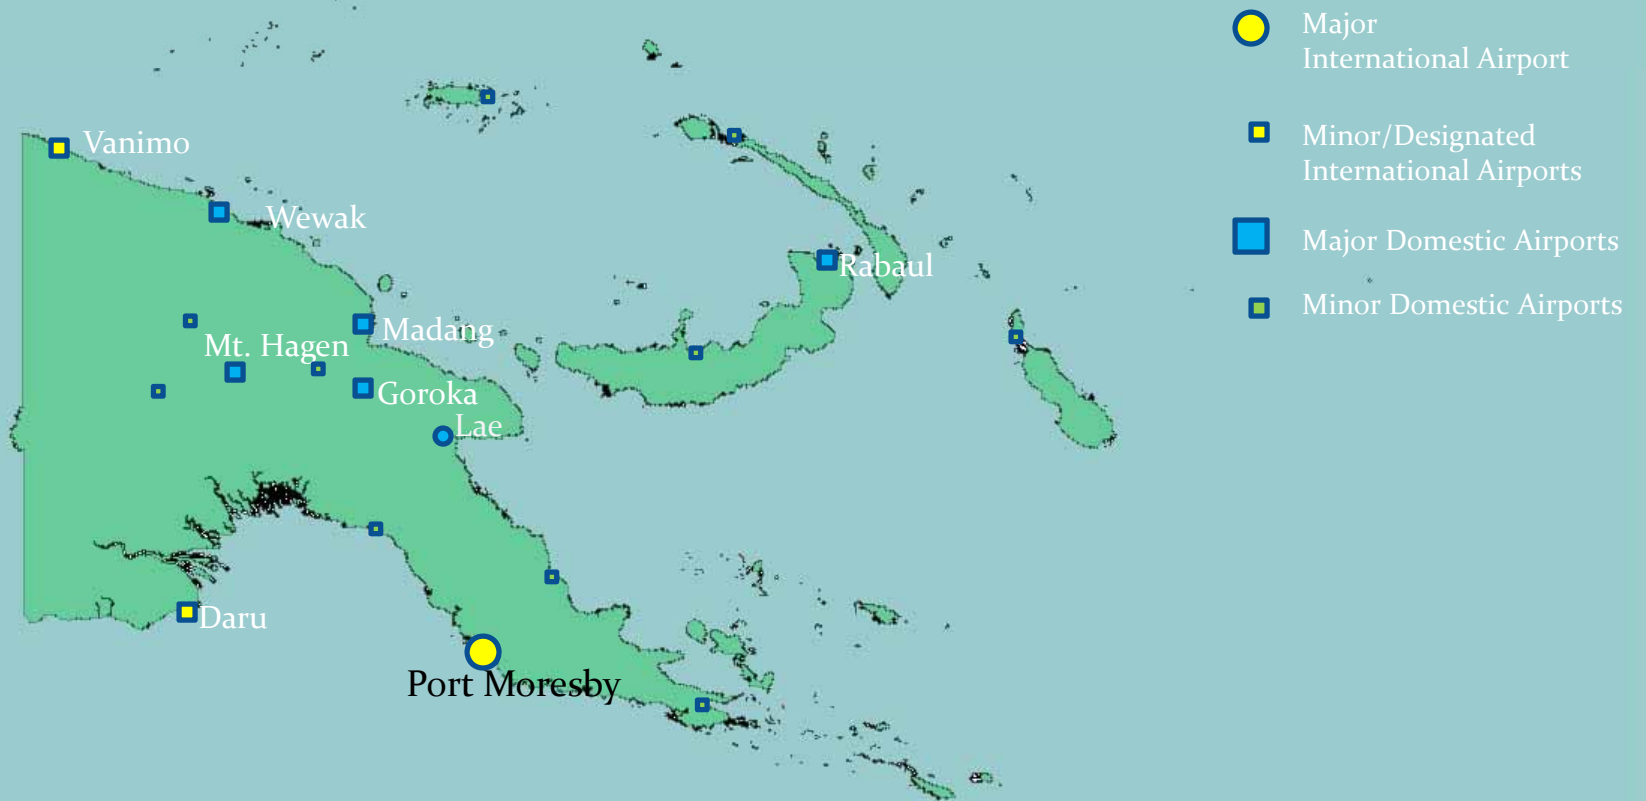 Major
International Airport
Minor/Designated
International Airports
Major Domestic Airports
Minor Domestic Airports
Vanimo
Wewak
Rabaul
Madang
Mt. Hagen
Goroka
Lae
Daru
Port Moresby